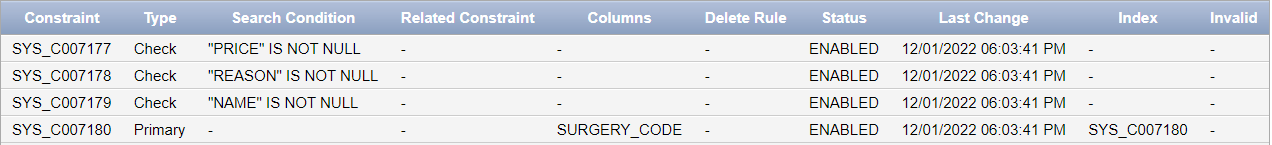 Constraint Type Search Condition Related Constraint Columns Delete Rule Status Last Change Index Invalid
SYS_C007177 Check "PRICE" IS NOT NULL - - - ENABLED 12/01/2022 06:03:41 PM - -
SYS_C007178 Check "REASON" IS NOT NULL - - - ENABLED 12/01/2022 06:03:41 PM - -
SYS_C007179 Check "NAME" IS NOT NULL - - - ENABLED 12/01/2022 06:03:41 PM - -
SYS_C007180 Primary - - SURGERY_CODE - ENABLED 12/01/2022 06:03:41 PM SYS_C007180 -